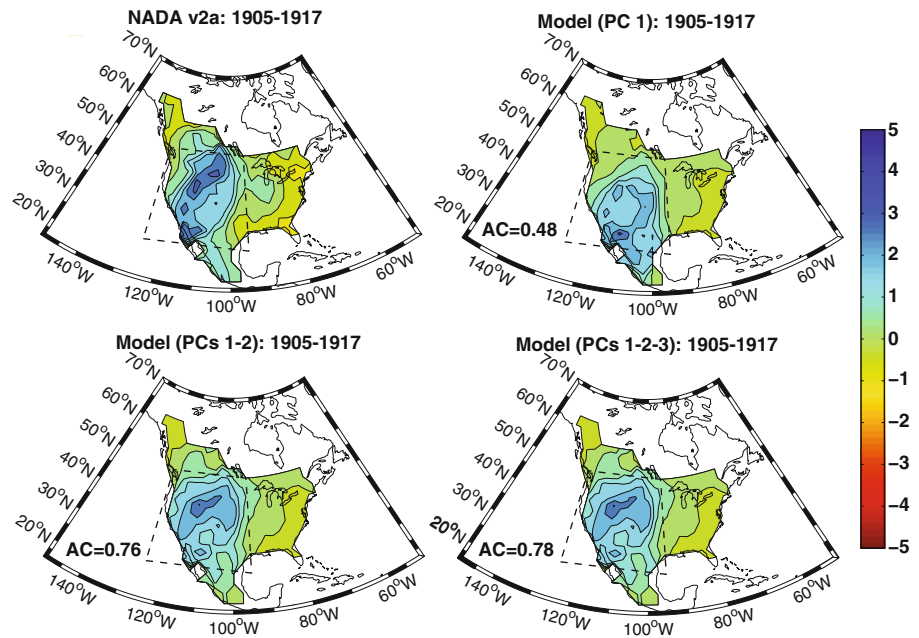 NADA v2a: 1905-1917
70°N
60°N
50°N
40°N
30°N
20°N
140°W
120°W
100°W
80°W
60°W
Model (PC 1): 1905-1917
70°N
60°N
50°N
40°N
30°N
20°N
AC=0.48
140°W
120°W
100°W
80°W
60°W
Model (PCs 1-2): 1905-1917
70°N
60°N
50°N
40°N
30°N
20°N
AC=0.76
140°W
120°W
100°W
80°W
60°W
Model (PCs 1-2-3): 1905-1917
70°N
60°N
50°N
40°N
30°N
20°N
AC=0.78
140°W
120°W
100°W
80°W
60°W
5
4
3
2
1
0
−1
−2
−3
−4
−5